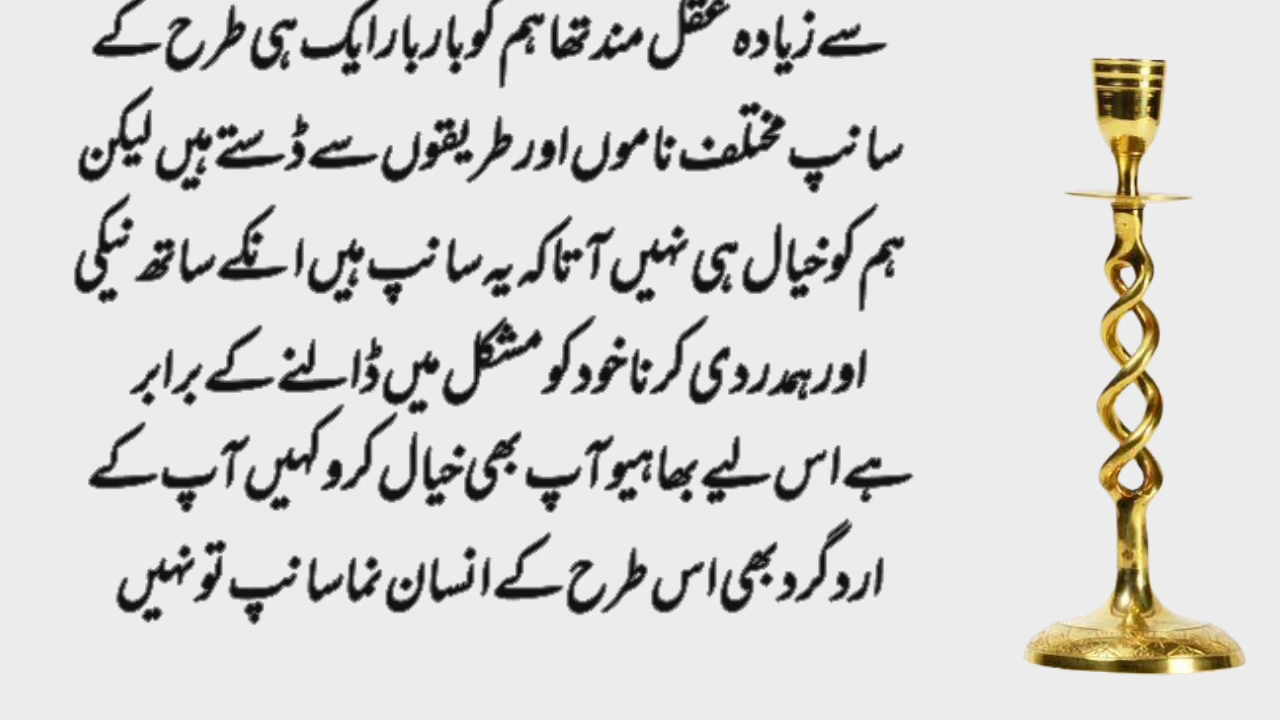 سے زیادہ عقل مند تھا ہم کو بار بار ایک ہی طرح کے
سانپ مختلف ناموں اور طریقوں سے ڈستے ہیں لیکن
ہم کو خیال ہی نہیں آتا کہ یہ سانپ ہیں انکے ساتھ نیکی
اور ہمدردی کرنا خود کو مشکل میں ڈالنے کے برابر
ہے اس لیے بھاہیو آپ بھی خیال کرو کہیں آپ کے
ارد گرد بھی اس طرح کے انسان نما سانپ تو نہیں